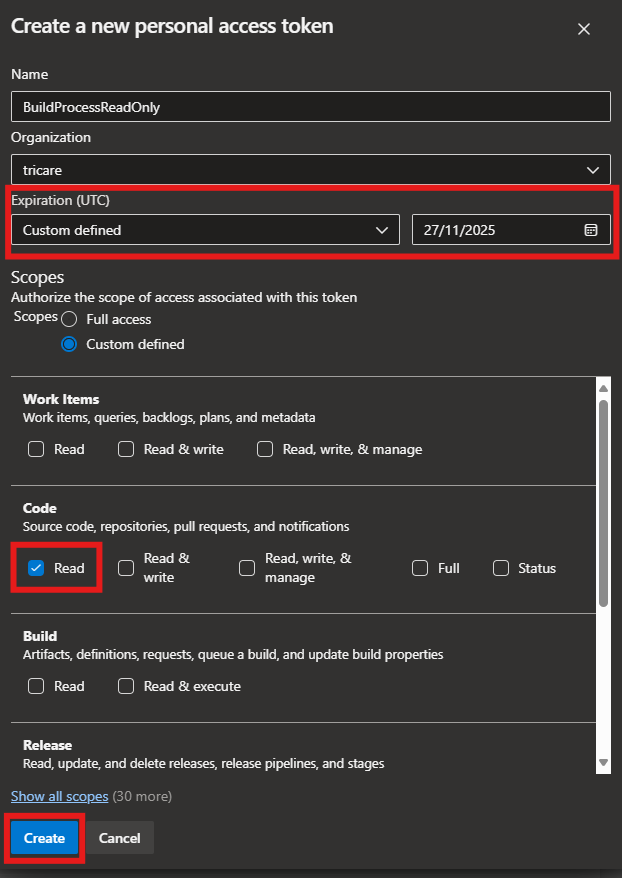 Create a new personal access token
Name
BuildProcessReadOnly
Organization
tricare
Expiration (UTC)
Custom defined 27/11/2025
Scopes
Authorize the scope of access associated with this token
Scopes Full access
Custom defined
Work Items
Work items, queries, backlogs, plans, and metadata
Read Read & write Read, write, & manage
Code
Source code, repositories, pull requests, and notifications
Read Read & write Read, write, & manage Full Status
Build
Artifacts, definitions, requests, queue a build, and update build properties
Read Read & execute
Release
Read, update, and delete releases, release pipelines, and stages
Show all scopes (30 more)
Create Cancel